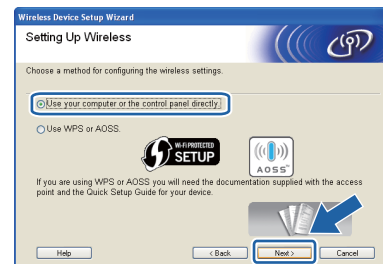 Wireless Device Setup Wizard
Setting Up Wireless
Choose a method for configuring the wireless settings.
Use your computer or the control panel directly.
Use WPS or AOSS.
Wi-Fi PROTECTED
SETUP
AOSS™
If you are using WPS or AOSS you will need the documentation supplied with the access
point and the Quick Setup Guide for your device.
Help
< Back
Next >
Cancel